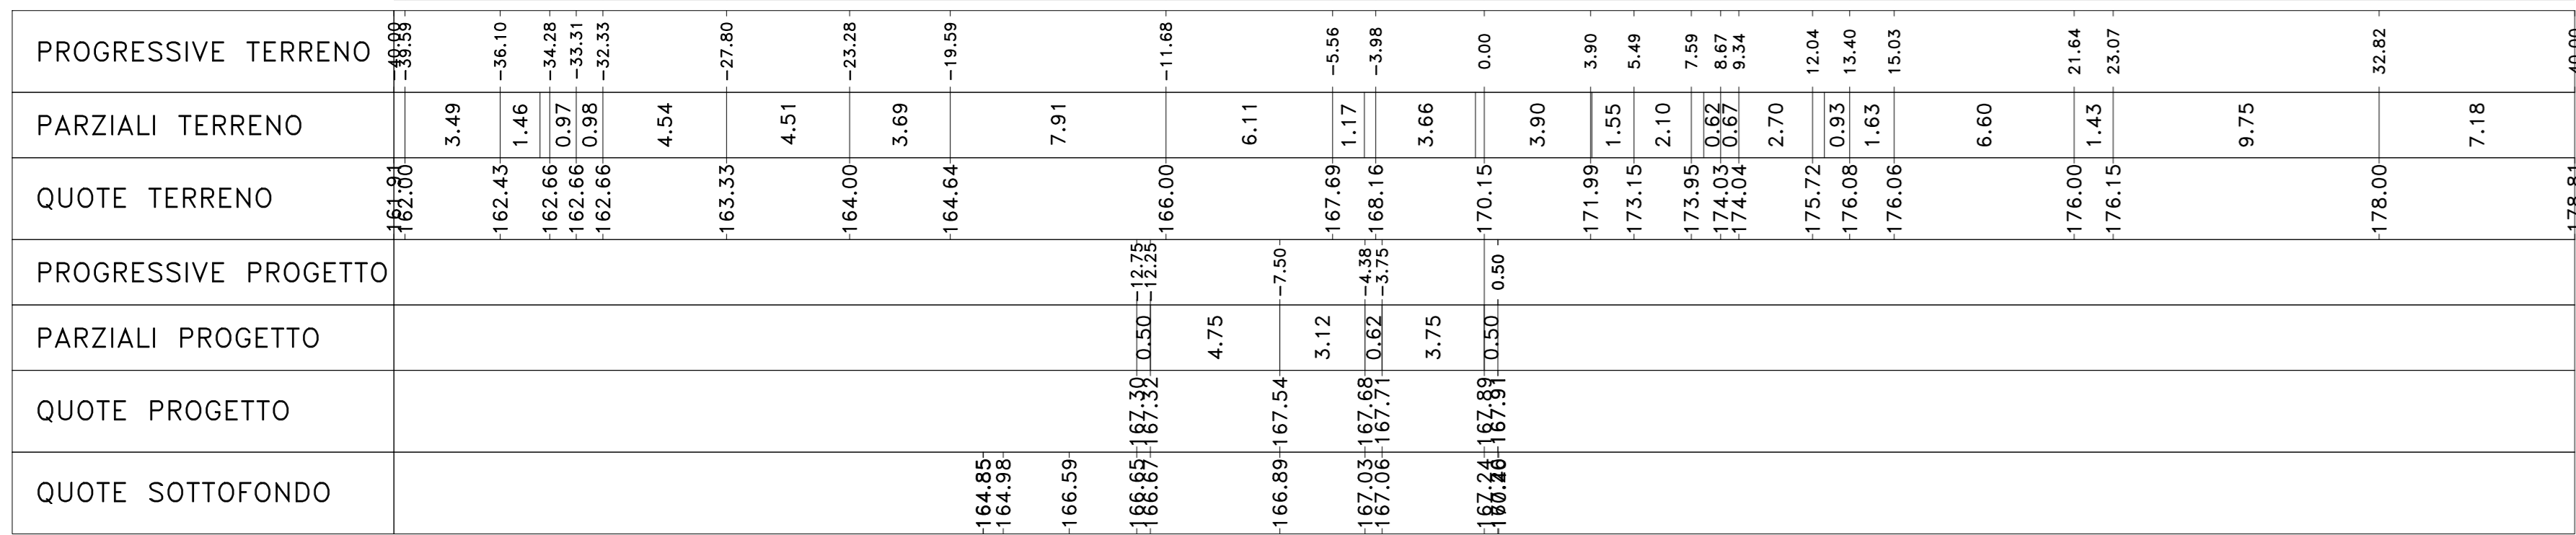 PROGRESSIVE TERRENO -40.00 -39.59 -36.10 -34.28 -33.31 -32.33 -27.80 -23.28 -19.59 -11.68 -5.56 -3.98 0.00 3.90 5.49 7.59 8.67 9.34 12.04 13.40 15.03 21.64 23.07 32.82 40.00
PARZIALI TERRENO 3.49 1.46 0.97 0.98 4.54 4.51 3.69 7.91 6.11 1.17 3.66 3.90 1.55 2.10 0.62 0.67 2.70 0.93 1.63 6.60 1.43 9.75 7.18
QUOTE TERRENO 161.91 162.00 162.43 162.66 162.66 162.66 163.33 164.00 164.64 166.00 167.69 168.16 170.15 171.99 173.15 173.95 174.03 174.04 175.72 176.08 176.06 176.00 176.15 178.00 178.81
PROGRESSIVE PROGETTO -12.75 -12.25 -7.50 -4.38 -3.75 0.50
PARZIALI PROGETTO 0.50 4.75 3.12 0.62 3.75 0.50
QUOTE PROGETTO 167.30 167.32 167.54 167.68 167.71 167.89 167.91
QUOTE SOTTOFONDO 164.85 164.98 166.59 166.65 166.67 166.89 167.03 167.06 167.24